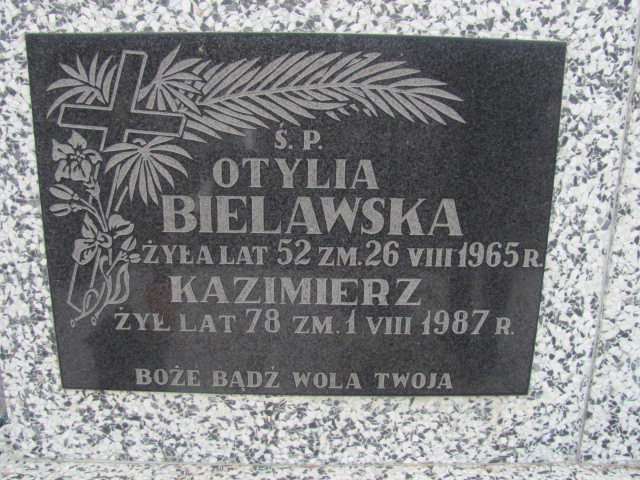 Ś. P.
OTYLIA
BIELAWSKA
ŻYŁA LAT 52 ZM. 26 VIII 1965 R.
KAZIMIERZ
ŻYŁ LAT 78 ZM. 1 VIII 1987 R.
BOŻE BĄDŹ WOLA TWOJA